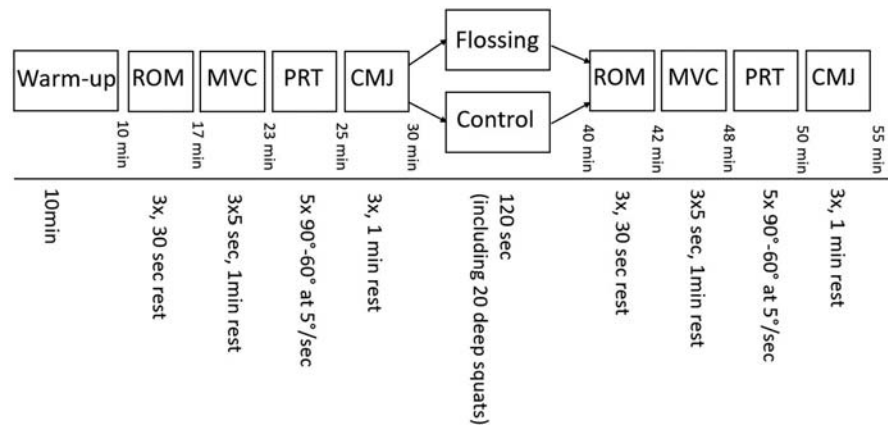 Flossing
Warm-up
ROM
MVC
PRT
CMJ
Control
ROM
MVC
PRT
CMJ
10 min
17 min
23 min
25 min
30 min
40 min
42 min
48 min
50 min
55 min
10min
3x, 30 sec rest
3x5 sec, 1min rest
5x 90°-60° at 5°/sec
3x, 1 min rest
120 sec
(including 20 deep squats)
3x, 30 sec rest
3x5 sec, 1min rest
5x 90°-60° at 5°/sec
3x, 1 min rest